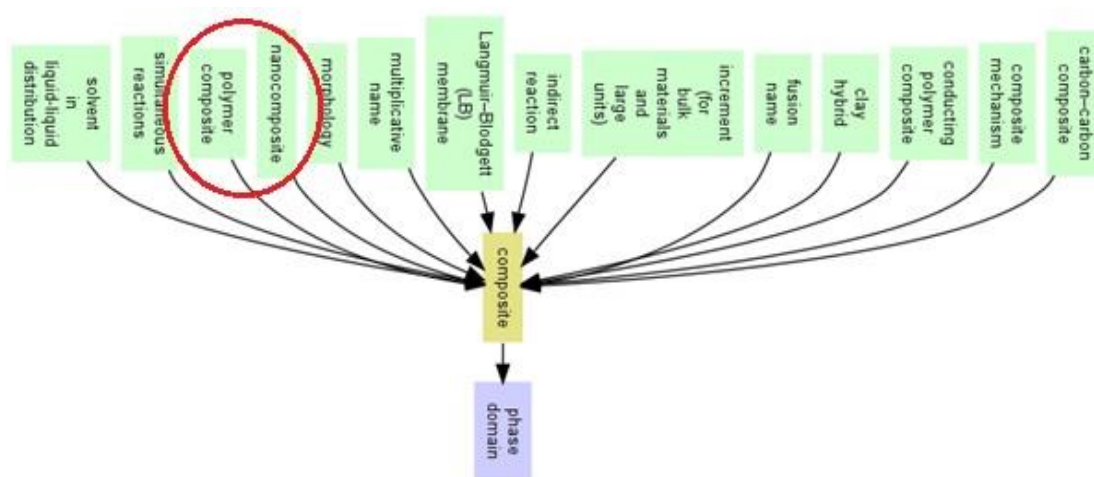 solvent
in
liquid-liquid
distribution
simultaneous
reactions
polymer
composite
nanocomposite
morphology
multiplicative
name
Langmuir–Blodgett
(LB)
membrane
indirect
reaction
increment
(for
bulk
materials
and
large
units)
fusion
name
clay
hybrid
conducting
polymer
composite
composite
mechanism
carbon–carbon
composite
composite
phase
domain